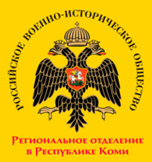 РОССИЙСКОЕ ВОЕННО-ИСТОРИЧЕСКОЕ ОБЩЕСТВО
Региональное отделение
в Республике Коми